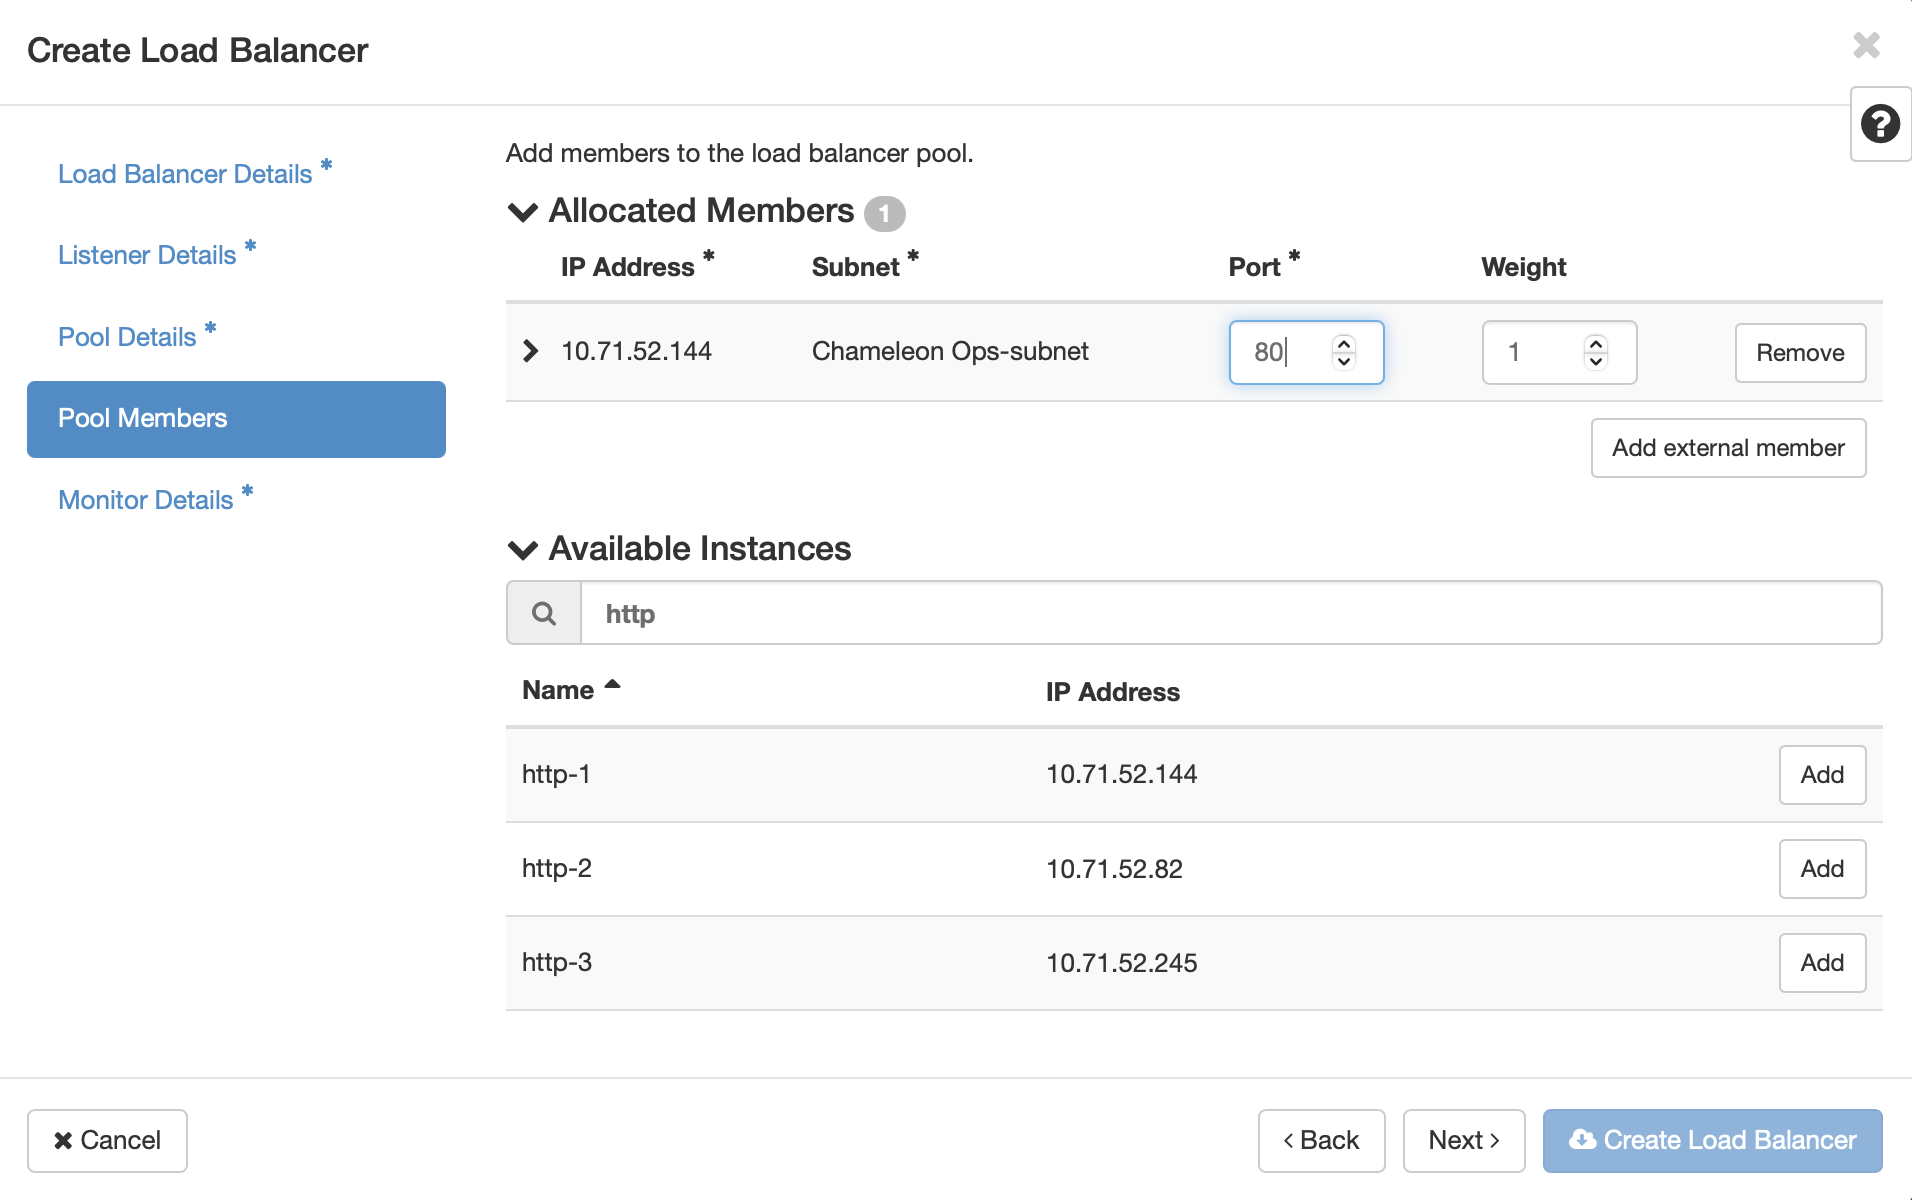 Create Load Balancer
Load Balancer Details *
Listener Details *
Pool Details *
Pool Members
Monitor Details *
Add members to the load balancer pool.
Allocated Members 1
IP Address * Subnet * Port * Weight
10.71.52.144 Chameleon Ops-subnet 80 1 Remove
Add external member
Available Instances
http
Name IP Address
http-1 10.71.52.144 Add
http-2 10.71.52.82 Add
http-3 10.71.52.245 Add
Cancel < Back Next > Create Load Balancer